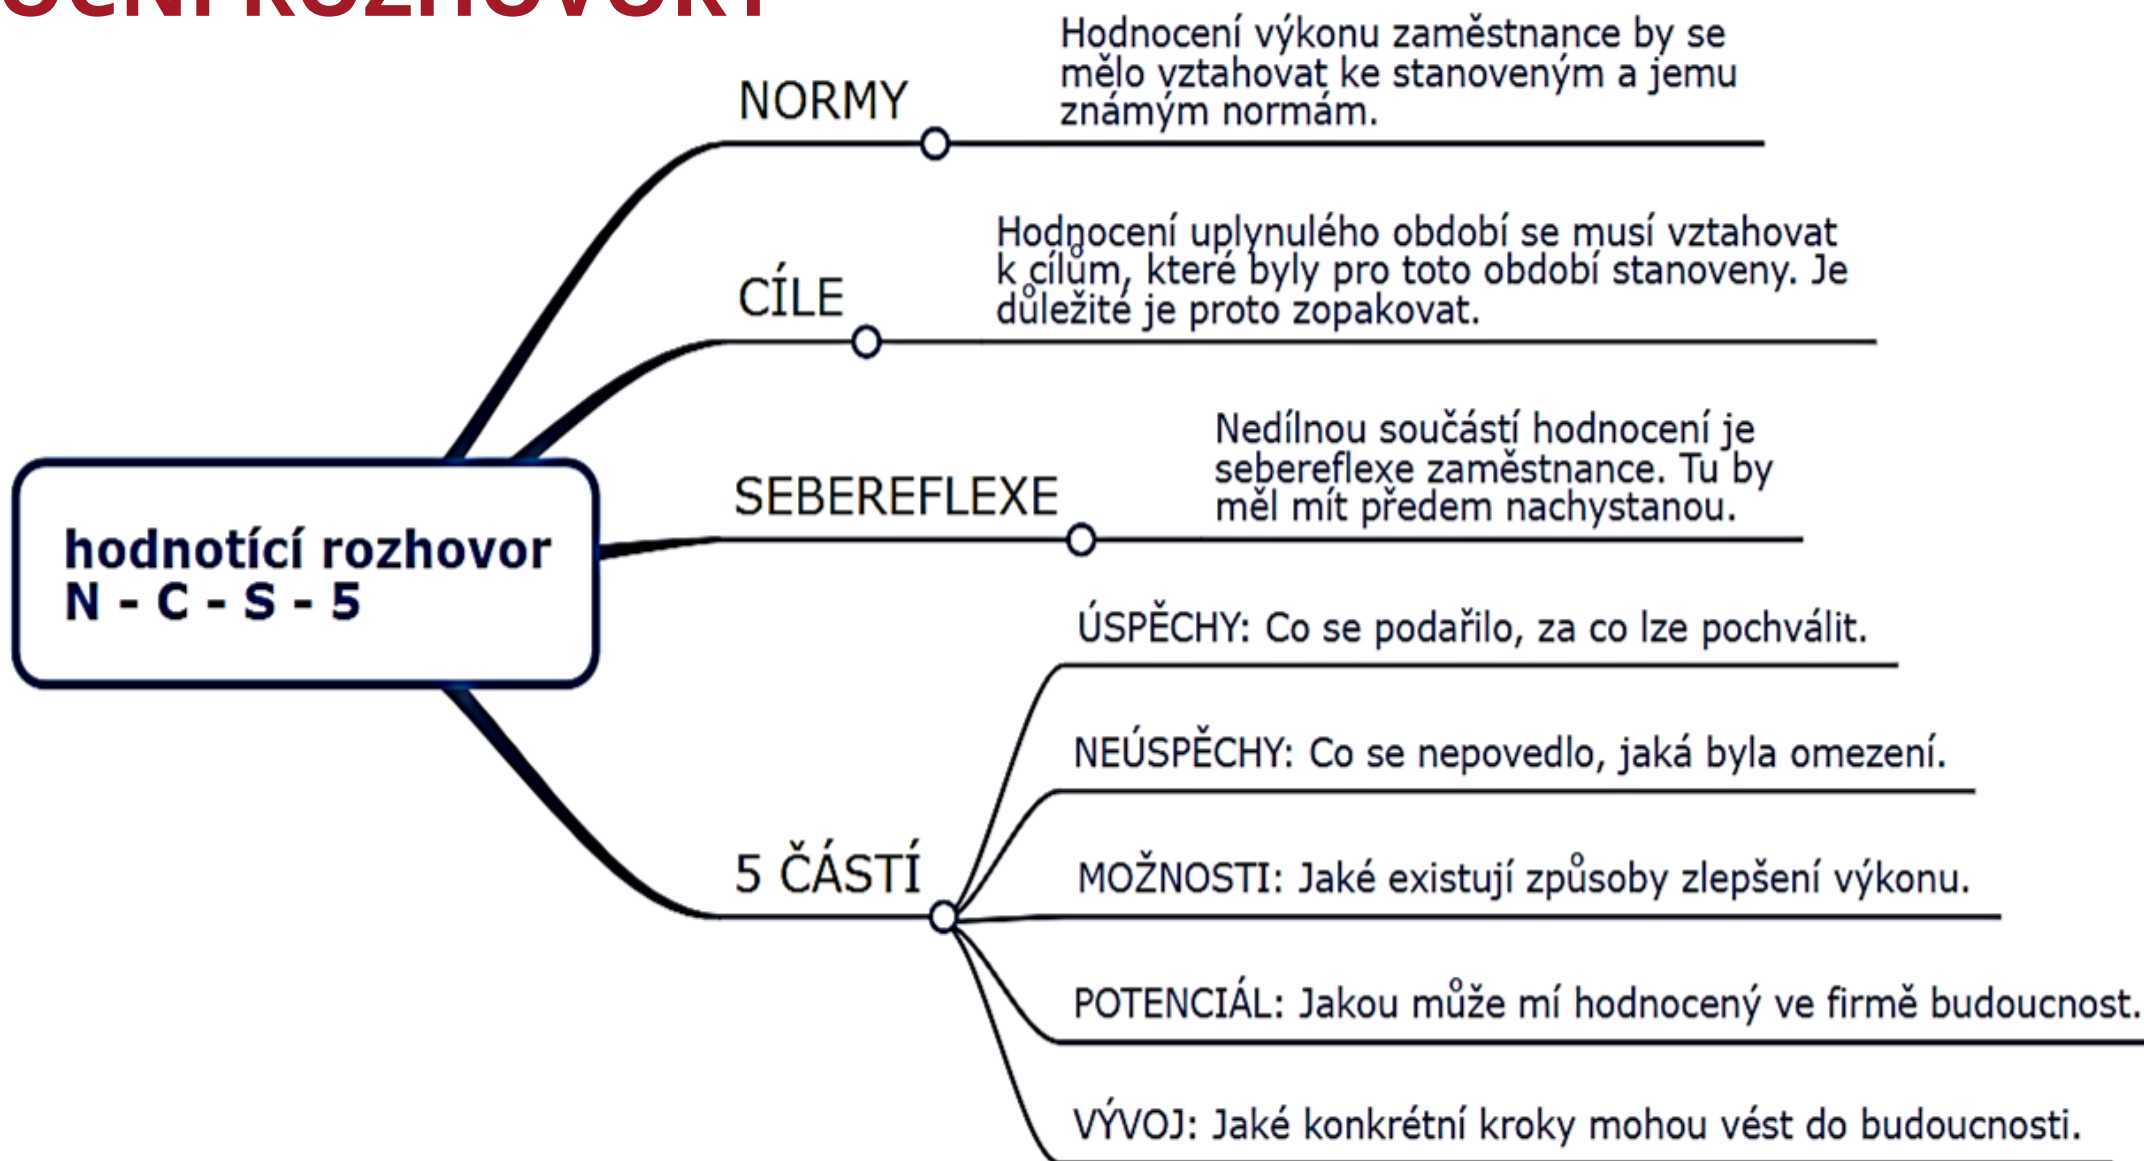 ROZHOVORY
NORMY
Hodnocení výkonu zaměstnance by se
mělo vztahovat ke stanoveným a jemu
známým normám.
CÍLE
Hodnocení uplynulého období se musí vztahovat
k cílům, které byly pro toto období stanoveny. Je
důležité je proto zopakovat.
SEBEREFLEXE
Nedílnou součástí hodnocení je
sebereflexe zaměstnance. Tu by
měl mít předem nachystanou.
hodnotící rozhovor
N - C - S - 5
5 ČÁSTÍ
ÚSPĚCHY: Co se podařilo, za co lze pochválit.
NEÚSPĚCHY: Co se nepovedlo, jaká byla omezení.
MOŽNOSTI: Jaké existují způsoby zlepšení výkonu.
POTENCIÁL: Jakou může mí hodnocený ve firmě budoucnost.
VÝVOJ: Jaké konkrétní kroky mohou vést do budoucnosti.